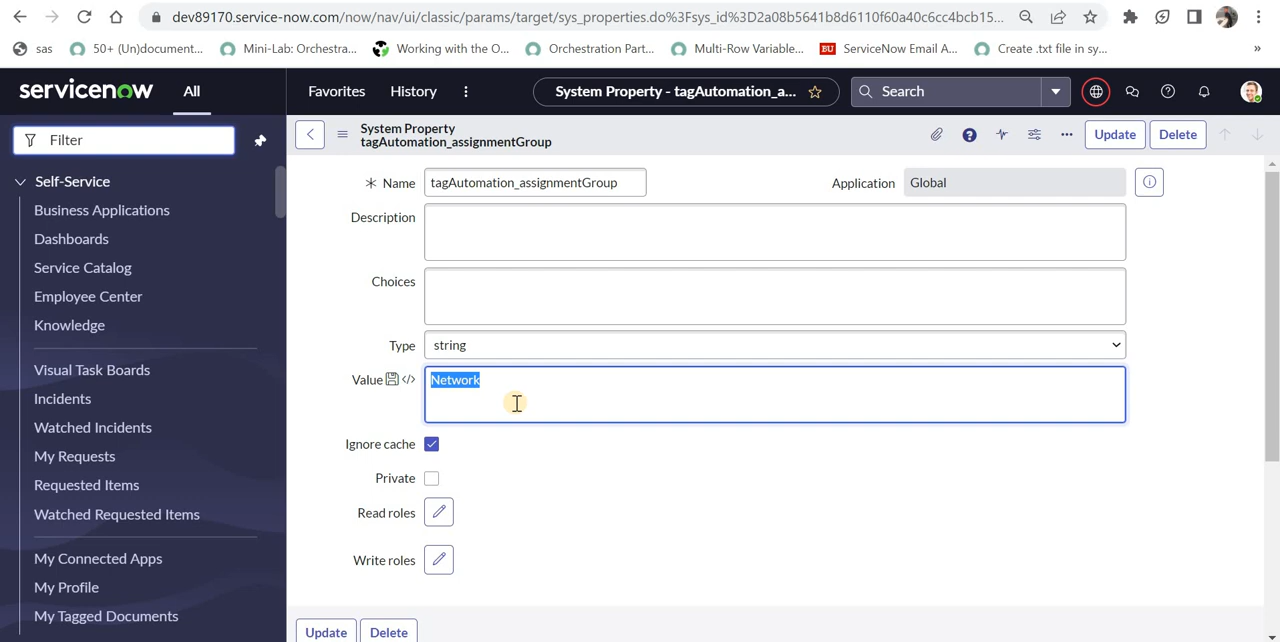 dev89170.service-now.com/now/nav/ui/classic/params/target/sys_properties.do%3Fsys_id%3D2a08b5641b8d6110f60a40c6cc4bcb15...
sas
50+ (Un)document...
Mini-Lab: Orchestra...
Working with the O...
Orchestration Part...
Multi-Row Variable...
BU
ServiceNow Email A...
Create .txt file in sy...
»
servicenow
All
Favorites
History
System Property - tagAutomation_a...
Search
Filter
System Property
tagAutomation_assignmentGroup
Update
Delete
Self-Service
Business Applications
Dashboards
Service Catalog
Employee Center
Knowledge
Visual Task Boards
Incidents
Watched Incidents
My Requests
Requested Items
Watched Requested Items
My Connected Apps
My Profile
My Tagged Documents
Name
tagAutomation_assignmentGroup
Application
Global
Description
Choices
Type
string
Value
Network
Ignore cache
Private
Read roles
Write roles
Update
Delete